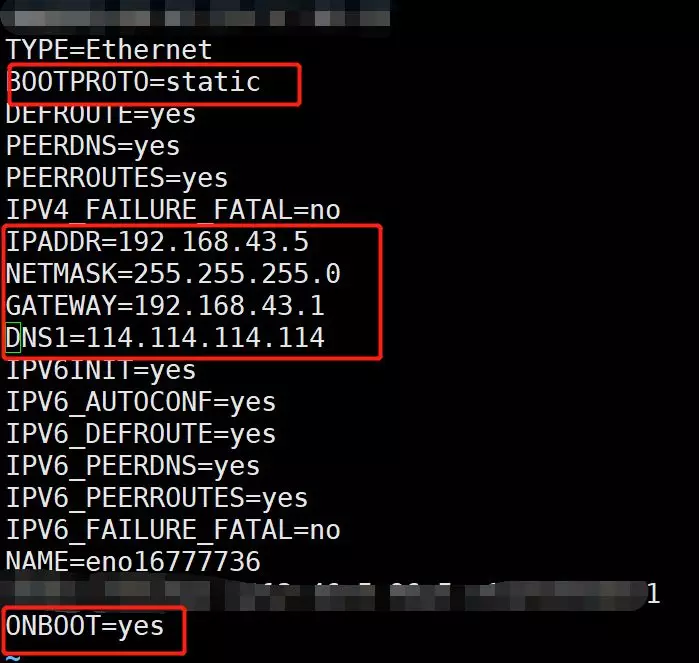 TYPE=Ethernet
BOOTPROTO=static
DEFROUTE=yes
PEERDNS=yes
PEERROUTES=yes
IPV4_FAILURE_FATAL=no
IPADDR=192.168.43.5
NETMASK=255.255.255.0
GATEWAY=192.168.43.1
DNS1=114.114.114.114
IPV6INIT=yes
IPV6_AUTOCONF=yes
IPV6_DEFROUTE=yes
IPV6_PEERDNS=yes
IPV6_PEERROUTES=yes
IPV6_FAILURE_FATAL=no
NAME=eno16777736
1
ONBOOT=yes
~